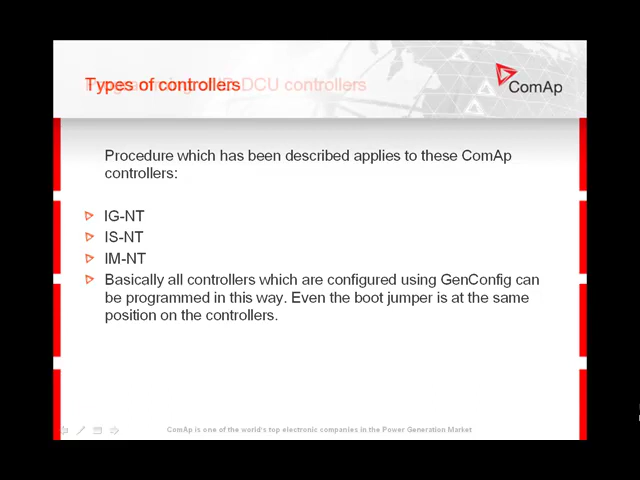 Types of controllers
DCU controllers
ComAp
Procedure which has been described applies to these ComAp
controllers:
IG-NT
IS-NT
IM-NT
Basically all controllers which are configured using GenConfig can
be programmed in this way. Even the boot jumper is at the same
position on the controllers.
ComAp is one of the world's top electronic companies in the Power Generation Market